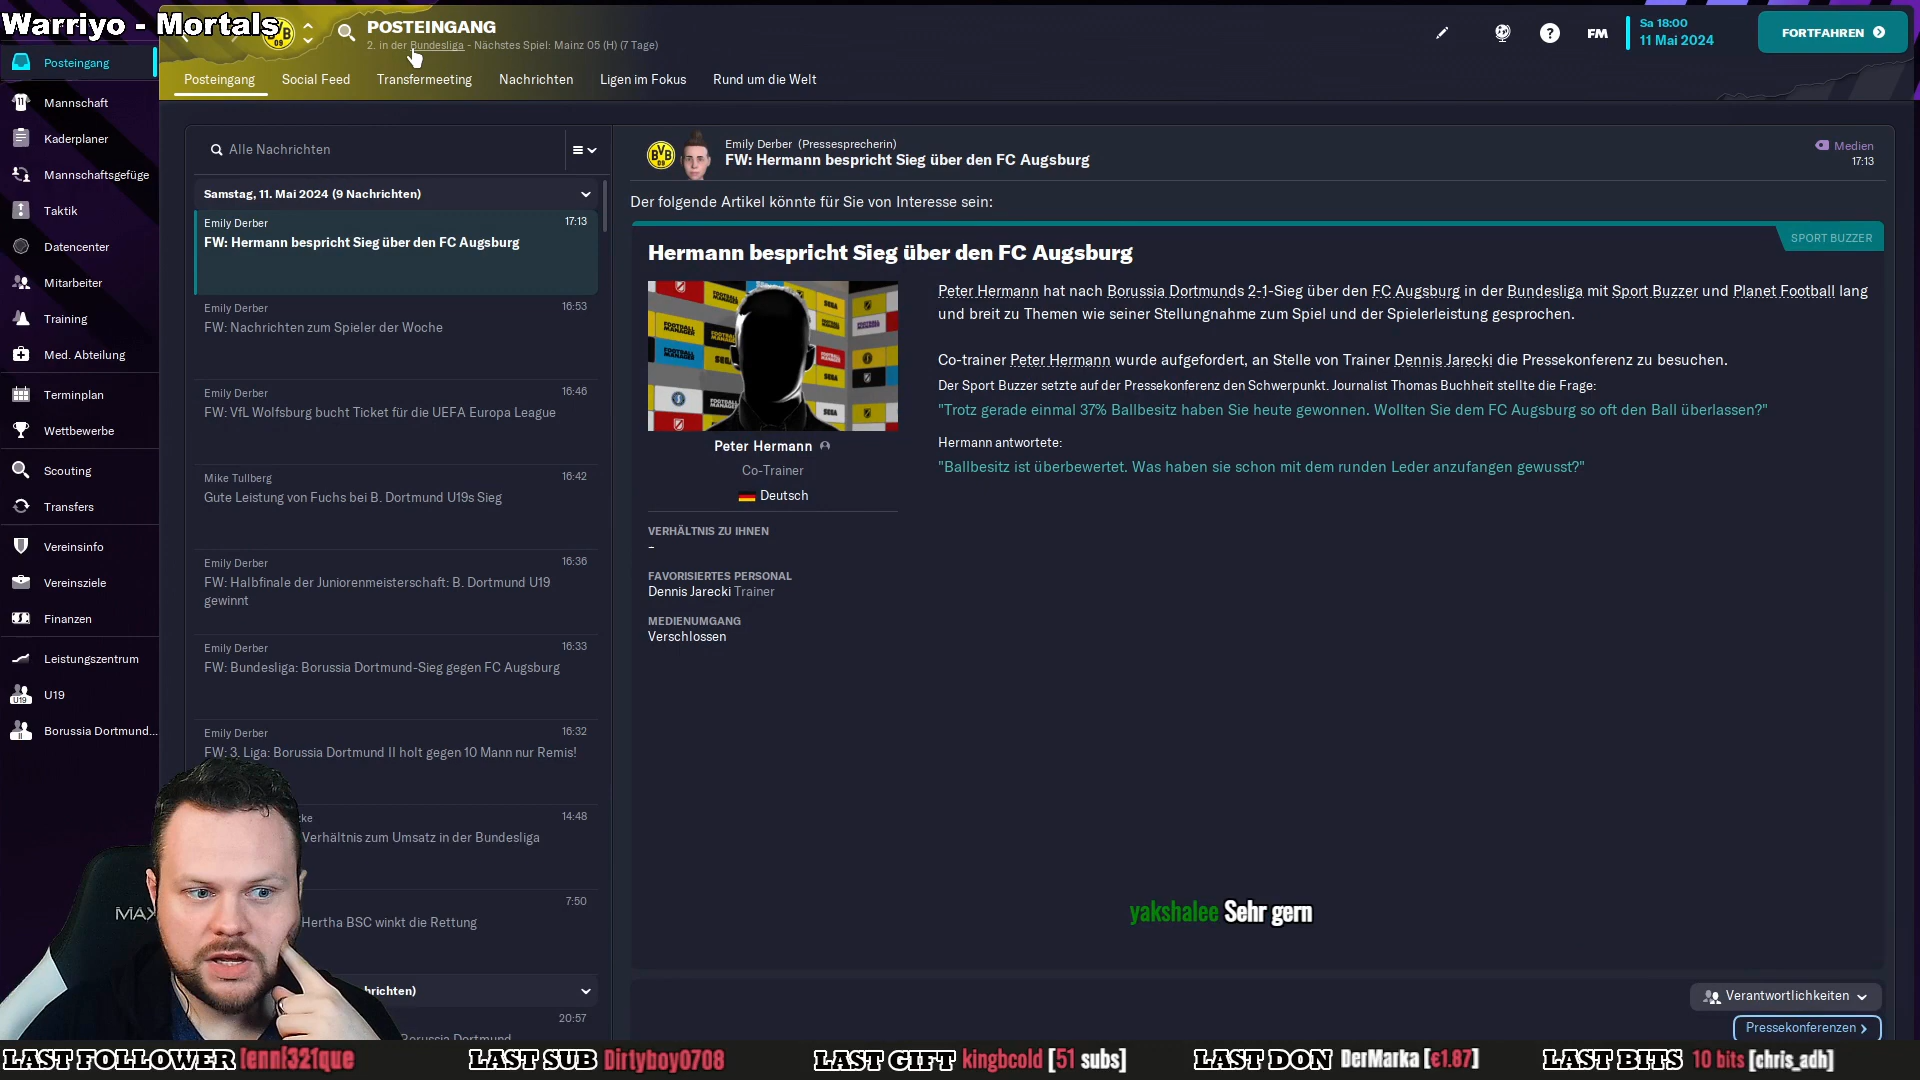 Warriyo - Mortals
POSTEINGANG
2. in der Bundesliga - Nächstes Spiel: Mainz 05 (H) (7 Tage)
FM
Sa 18:00
11 Mai 2024
FORTFAHREN
Posteingang
Social Feed
Transfermeeting
Nachrichten
Ligen im Fokus
Rund um die Welt
Posteingang
Mannschaft
Kaderplaner
Mannschaftsgefüge
Taktik
Datencenter
Mitarbeiter
Training
Med. Abteilung
Terminplan
Wettbewerbe
Scouting
Transfers
Vereinsinfo
Vereinsziele
Finanzen
Leistungszentrum
U19
Borussia Dortmund...
Alle Nachrichten
Samstag, 11. Mai 2024 (9 Nachrichten)
Emily Derber 17:13
FW: Hermann bespricht Sieg über den FC Augsburg
Emily Derber 16:53
FW: Nachrichten zum Spieler der Woche
Emily Derber 16:46
FW: VfL Wolfsburg bucht Ticket für die UEFA Europa League
Mike Tullberg 16:42
Gute Leistung von Fuchs bei B. Dortmund U19s Sieg
Emily Derber 16:36
FW: Halbfinale der Juniorenmeisterschaft: B. Dortmund U19
gewinnt
Emily Derber 16:33
FW: Bundesliga: Borussia Dortmund-Sieg gegen FC Augsburg
Emily Derber 16:32
FW: 3. Liga: Borussia Dortmund II holt gegen 10 Mann nur Remis!
14:48
Verhältnis zum Umsatz in der Bundesliga
7:50
Hertha BSC winkt die Rettung
20:57
Borussia Dortmund
Emily Derber (Pressesprecherin)
FW: Hermann bespricht Sieg über den FC Augsburg
Medien
17:13
Der folgende Artikel könnte für Sie von Interesse sein:
SPORT BUZZER
Hermann bespricht Sieg über den FC Augsburg
Peter Hermann hat nach Borussia Dortmunds 2-1-Sieg über den FC Augsburg in der Bundesliga mit Sport Buzzer und Planet Football lang
und breit zu Themen wie seiner Stellungnahme zum Spiel und der Spielerleistung gesprochen.
Co-trainer Peter Hermann wurde aufgefordert, an Stelle von Trainer Dennis Jarecki die Pressekonferenz zu besuchen.
Der Sport Buzzer setzte auf der Pressekonferenz den Schwerpunkt. Journalist Thomas Buchheit stellte die Frage:
"Trotz gerade einmal 37% Ballbesitz haben Sie heute gewonnen. Wollten Sie dem FC Augsburg so oft den Ball überlassen?"
Hermann antwortete:
"Ballbesitz ist überbewertet. Was haben sie schon mit dem runden Leder anzufangen gewusst?"
Peter Hermann
Co-Trainer
Deutsch
VERHÄLTNIS ZU IHNEN
-
FAVORISIERTES PERSONAL
Dennis Jarecki Trainer
MEDIENUMGANG
Verschlossen
yakshalee Sehr gern
Verantwortlichkeiten
Pressekonferenzen
LAST FOLLOWER lennf321que
LAST SUB Dirtyboy0708
LAST GIFT kingbcold [51 subs]
LAST DON DerMarka [€1.87]
LAST BITS 10 bits [chris_adh]